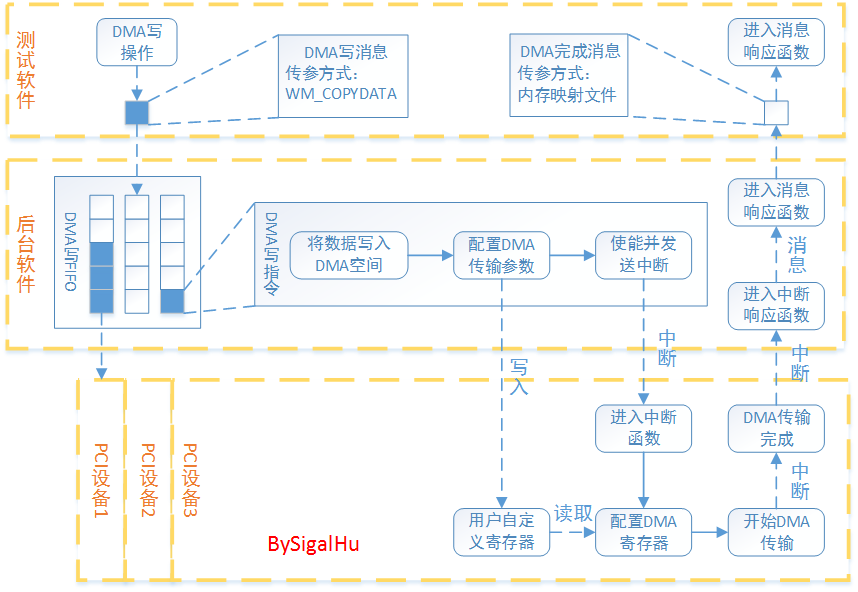 测试软件
DMA写
操作
DMA写消息
传参方式：
WM_COPYDATA
DMA完成消息
传参方式：
内存映射文件
进入消息
响应函数
后台软件
DMA写FIFO
DMA写指令
将数据写入
DMA空间
配置DMA
传输参数
使能并发
送中断
进入消息
响应函数
消息
进入中断
响应函数
写入
中断
中断
PCI设备1
PCI设备2
PCI设备3
进入中断
函数
DMA传输
完成
中断
用户自定
义寄存器
读取
配置DMA
寄存器
开始DMA
传输
BySigalHu